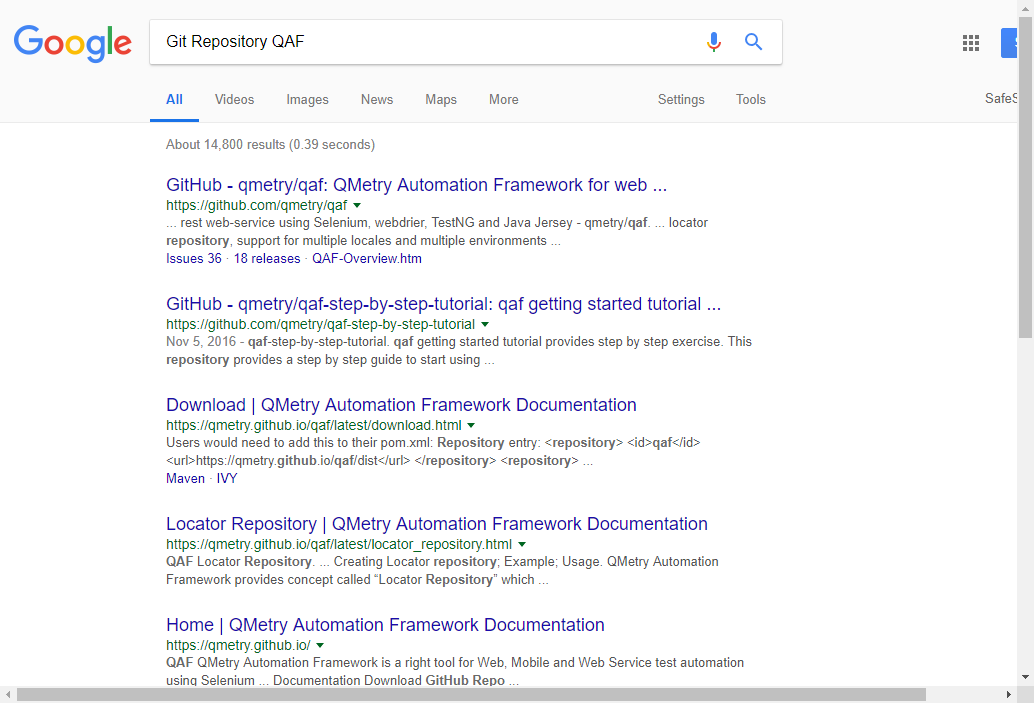 Google
Git Repository QAF
All Videos Images News Maps More Settings Tools
SafeS
About 14,800 results (0.39 seconds)
GitHub - qmetry/qaf: QMetry Automation Framework for web ...
https://github.com/qmetry/qaf
... rest web-service using Selenium, webdrier, TestNG and Java Jersey - qmetry/qaf. ... locator
repository, support for multiple locales and multiple environments ...
Issues 36 · 18 releases · QAF-Overview.htm
GitHub - qmetry/qaf-step-by-step-tutorial: qaf getting started tutorial ...
https://github.com/qmetry/qaf-step-by-step-tutorial
Nov 5, 2016 - qaf-step-by-step-tutorial. qaf getting started tutorial provides step by step exercise. This
repository provides a step by step guide to start using ...
Download | QMetry Automation Framework Documentation
https://qmetry.github.io/qaf/latest/download.html
Users would need to add this to their pom.xml: Repository entry: <repository> <id>qaf</id>
<url>https://qmetry.github.io/qaf/dist</url> </repository> <repository> ...
Maven · IVY
Locator Repository | QMetry Automation Framework Documentation
https://qmetry.github.io/qaf/latest/locator_repository.html
QAF Locator Repository. ... Creating Locator repository; Example; Usage. QMetry Automation
Framework provides concept called “Locator Repository” which ...
Home | QMetry Automation Framework Documentation
https://qmetry.github.io/
QAF QMetry Automation Framework is a right tool for Web, Mobile and Web Service test automation
using Selenium ... Documentation Download GitHub Repo ...